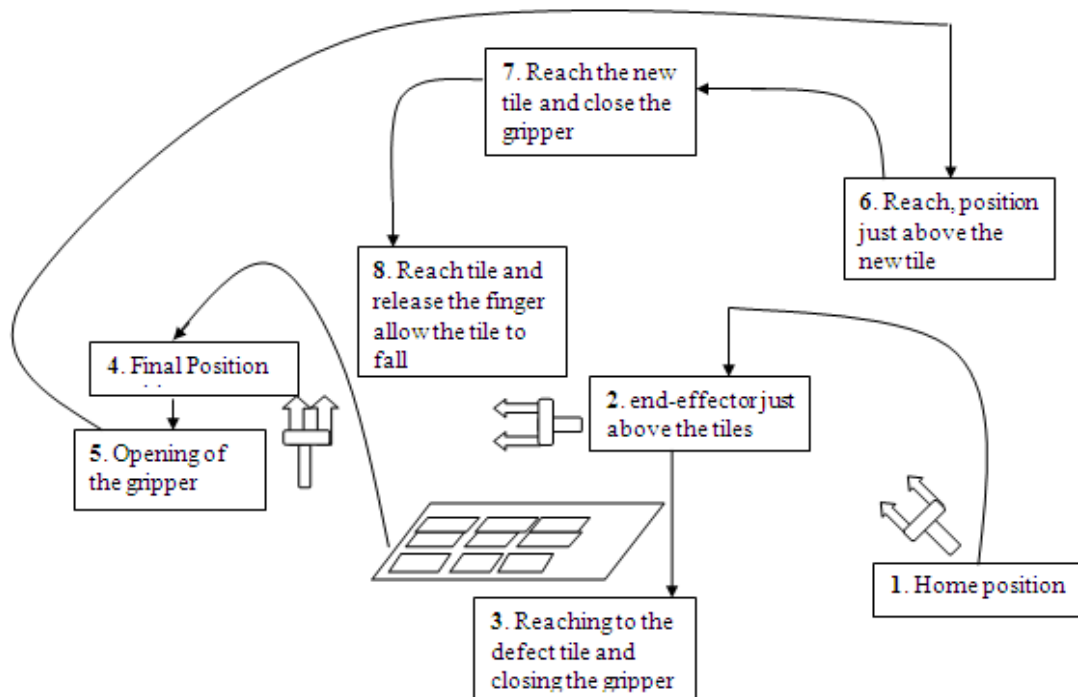 7. Reach the new
tile and close the
gripper
6. Reach, position
just above the
new tile
8. Reach tile and
release the finger
allow the tile to
fall
4. Final Position
2. end-effector just
above the tiles
5. Opening of
the gripper
1. Home position
3. Reaching to the
defect tile and
closing the gripper